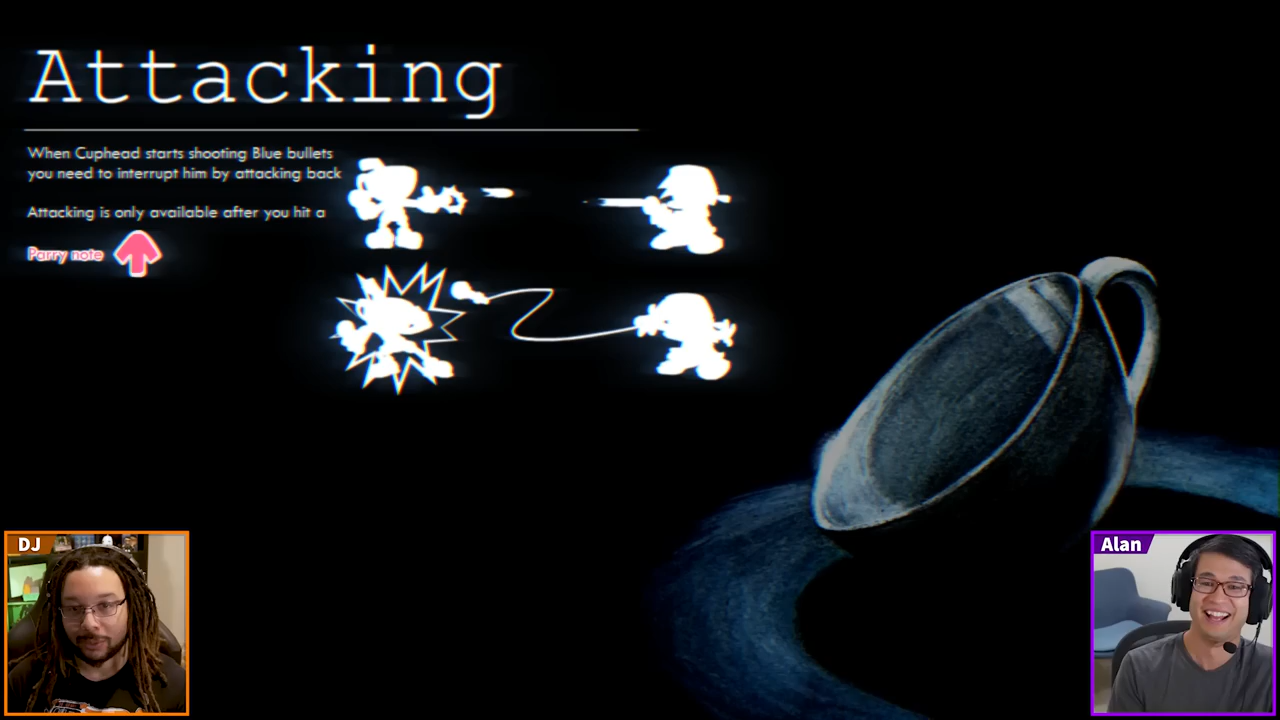 Attacking
When Cuphead starts shooting Blue bullets
you need to interrupt him by attacking back
Attacking is only available after you hit a
Parry note
DJ
Alan